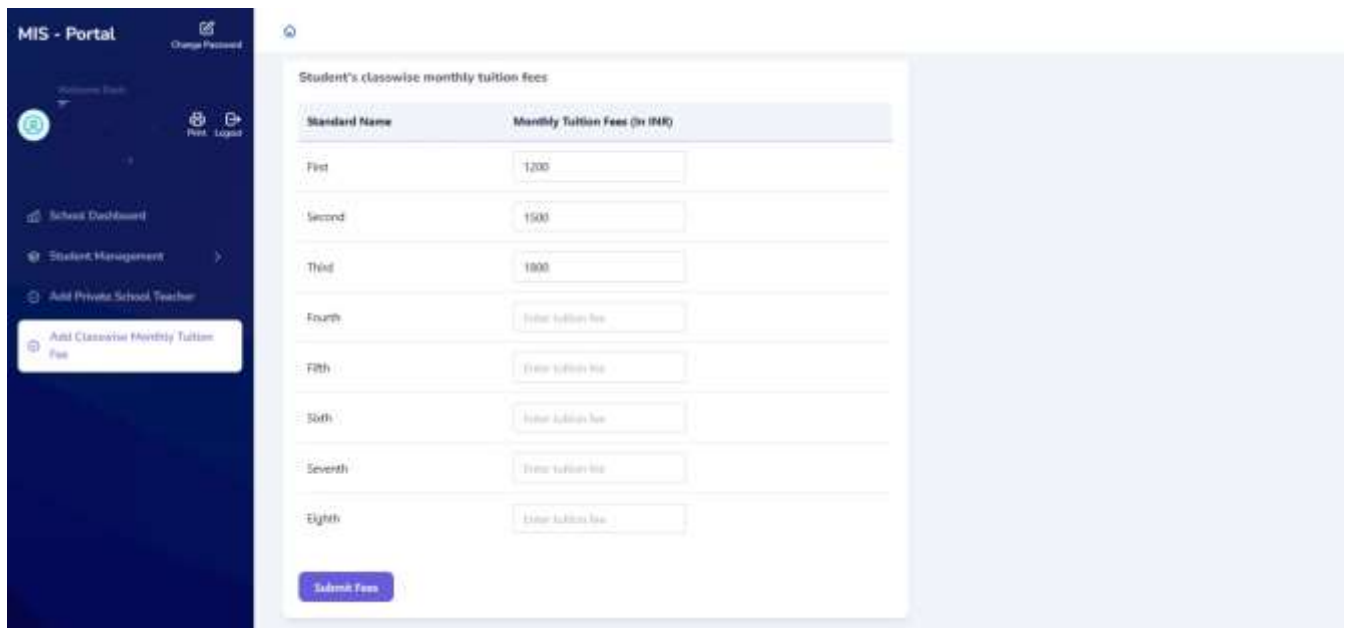 MIS - Portal
Change Password
Welcome Back
Print Logout
School Dashboard
Student Management
Add Private School Teacher
Add Classwise Monthly Tuition
Fee
Student's classwise monthly tuition fees
Standard Name Monthly Tuition Fees (In INR)
First 1200
Second 1500
Third 1800
Fourth Enter tuition fee
Fifth Enter tuition fee
Sixth Enter tuition fee
Seventh Enter tuition fee
Eighth Enter tuition fee
Submit Fees